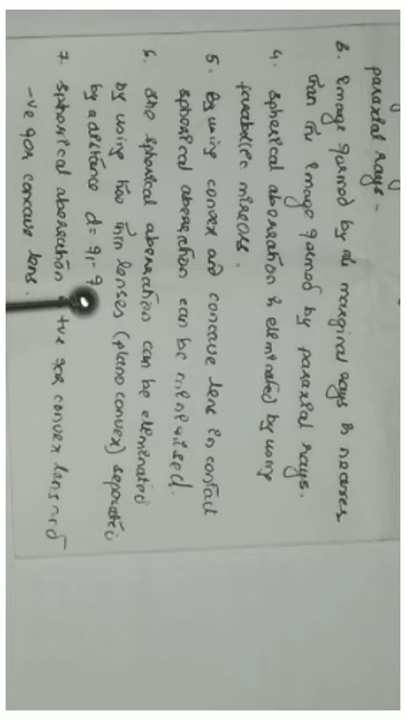 paraxial rays.
3. Image formed by the marginal rays is nearer
than the image formed by paraxial rays.
4. Spherical aberration is eliminated by using
parabolic mirrors.
5. By using convex and concave lens in contact
spherical aberration can be minimised.
6. The spherical aberration can be eliminated
by using two thin lenses (plano convex) separated
by a distance d = f1 - f
7. Spherical aberration is +ve for convex lens and
-ve for concave lens.